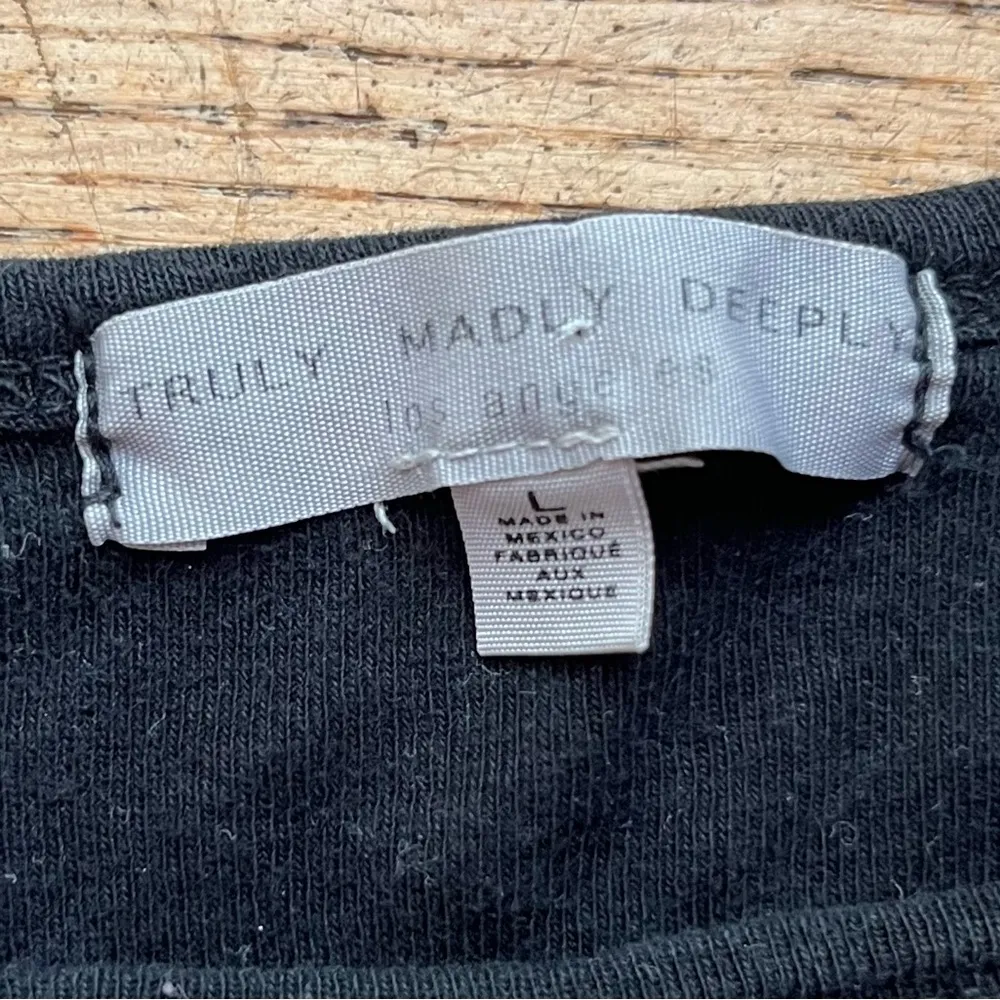 TRULY MADLY DEEPLY
los angeles
L
MADE IN
MEXICO
FABRIQUÉ
AUX
MEXIQUE